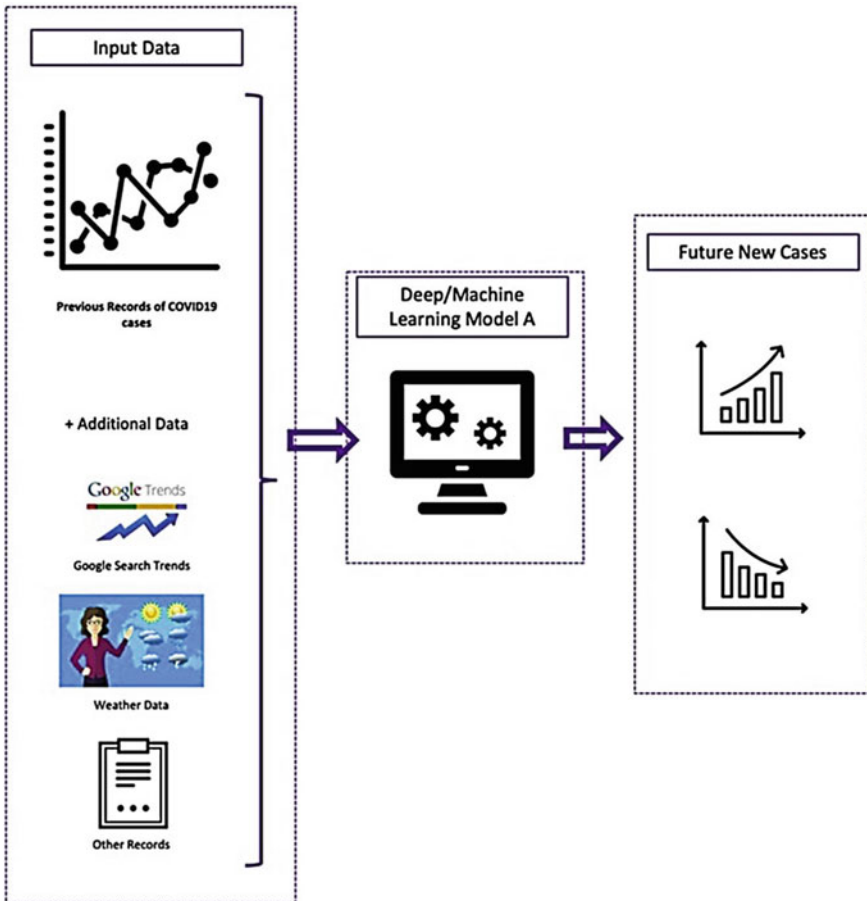 Input Data
Previous Records of COVID19
cases
+ Additional Data
Google Trends
Google Search Trends
Weather Data
Other Records
Deep/Machine
Learning Model A
Future New Cases